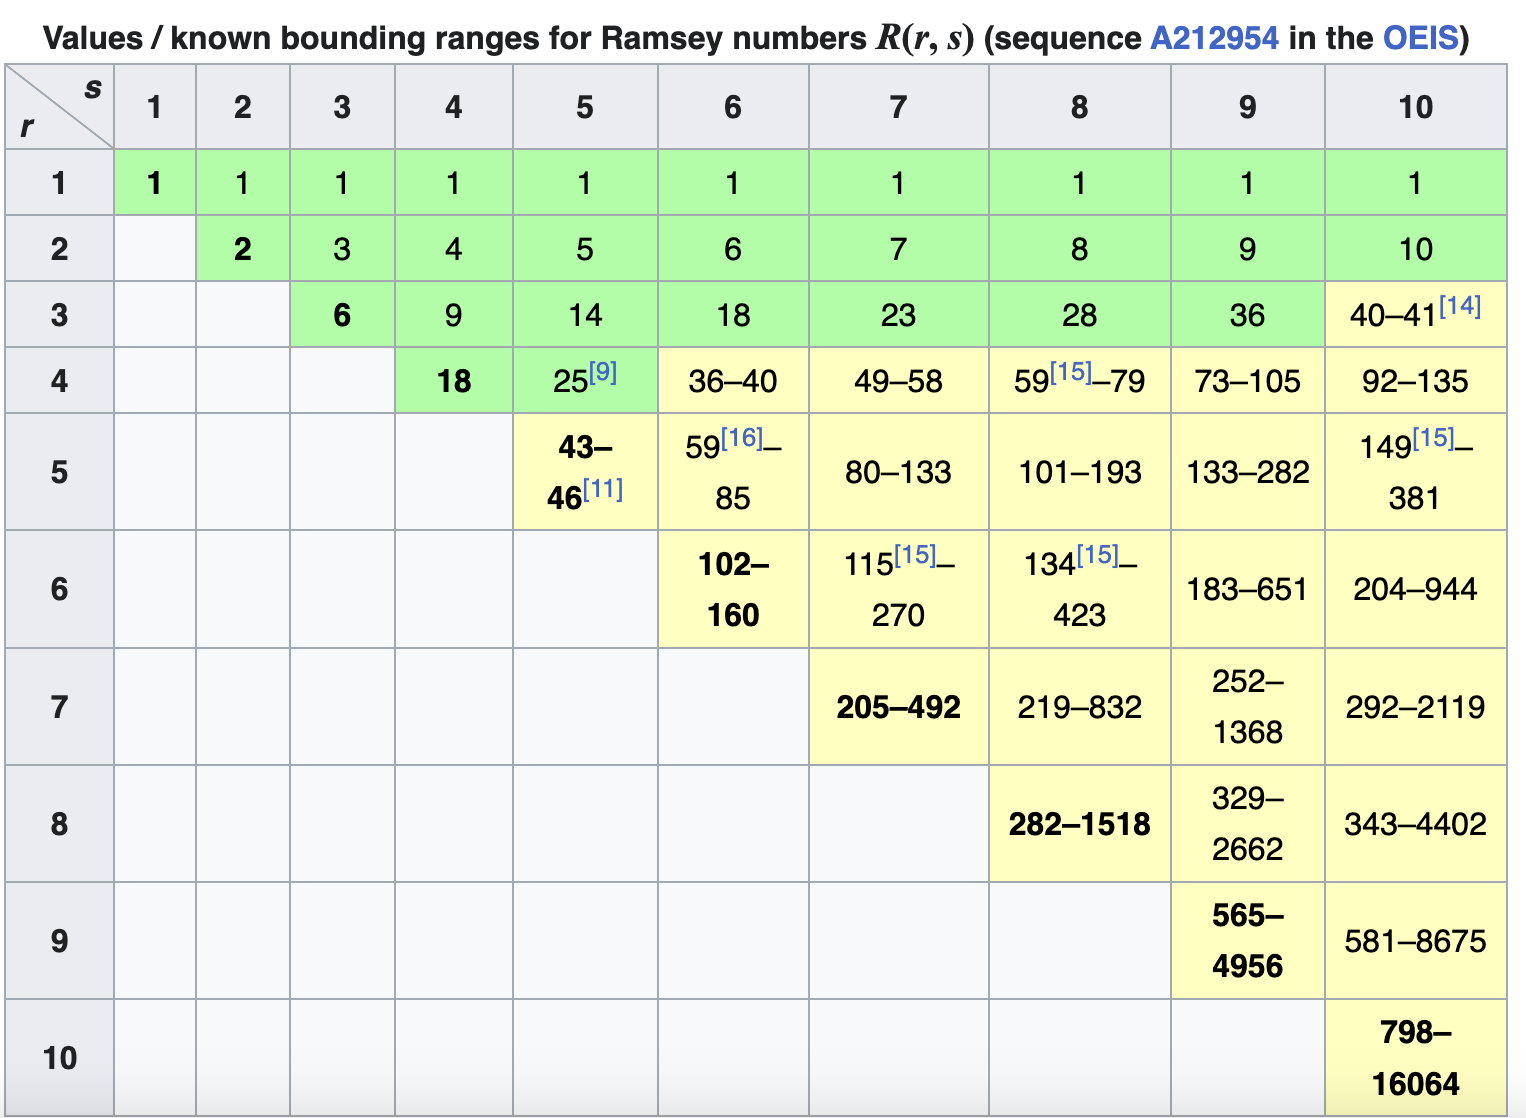 Values / known bounding ranges for Ramsey numbers R(r, s) (sequence A212954 in the OEIS)
s
r
1 2 3 4 5 6 7 8 9 10
1 1 1 1 1 1 1 1 1 1 1
2 2 3 4 5 6 7 8 9 10
3 6 9 14 18 23 28 36 40–41[14]
4 18 25[9] 36–40 49–58 59[15]–79 73–105 92–135
5 43–46[11] 59[16]–85 80–133 101–193 133–282 149[15]–381
6 102–160 115[15]–270 134[15]–423 183–651 204–944
7 205–492 219–832 252–1368 292–2119
8 282–1518 329–2662 343–4402
9 565–4956 581–8675
10 798–16064